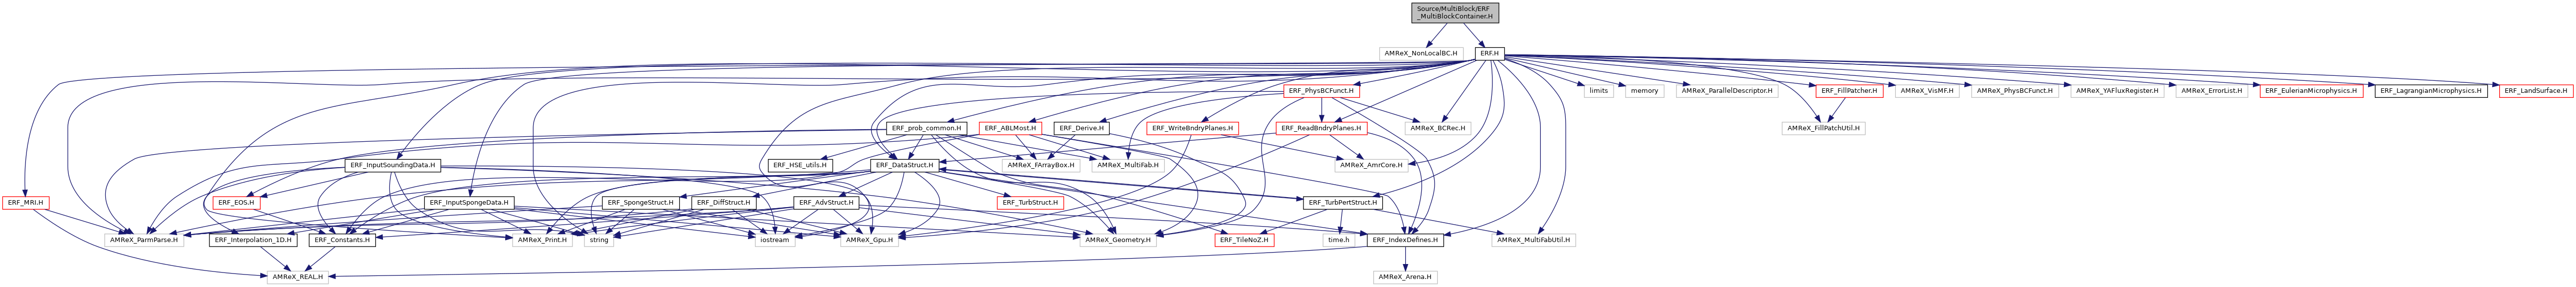 Source/MultiBlock/ERF
_MultiBlockContainer.H
AMReX_NonLocalBC.H
ERF.H
ERF_PhysBCFunct.H
limits
memory
AMReX_ParallelDescriptor.H
ERF_FillPatcher.H
AMReX_VisMF.H
AMReX_PhysBCFunct.H
AMReX_YAFluxRegister.H
AMReX_ErrorList.H
ERF_EulerianMicrophysics.H
ERF_LagrangianMicrophysics.H
ERF_LandSurface.H
ERF_prob_common.H
ERF_ABLMost.H
ERF_Derive.H
ERF_WriteBndryPlanes.H
ERF_ReadBndryPlanes.H
AMReX_BCRec.H
AMReX_FillPatchUtil.H
ERF_InputSoundingData.H
ERF_HSE_utils.H
ERF_DataStruct.H
AMReX_FArrayBox.H
AMReX_MultiFab.H
AMReX_AmrCore.H
ERF_MRI.H
ERF_EOS.H
ERF_InputSpongeData.H
ERF_SpongeStruct.H
ERF_DiffStruct.H
ERF_AdvStruct.H
ERF_TurbStruct.H
ERF_TurbPertStruct.H
AMReX_ParmParse.H
ERF_Interpolation_1D.H
ERF_Constants.H
AMReX_Print.H
string
iostream
AMReX_Gpu.H
AMReX_Geometry.H
ERF_TileNoZ.H
time.h
ERF_IndexDefines.H
AMReX_MultiFabUtil.H
AMReX_REAL.H
AMReX_Arena.H